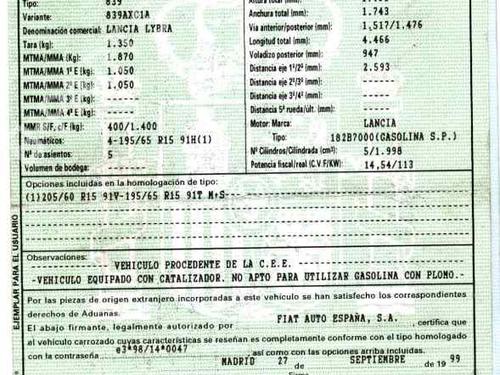 Tipo: 839
Variante: 839AXC1A
Denominación comercial: LANCIA LYBRA
Tara (kg): 1.350
MTMA/MMA (Kg): 1.870
MTMA/MMA 1º E (kg): 1.050
MTMA/MMA 2º E (kg): 1.050
MTMA/MMA 3º E (kg): -----
MTMA/MMA 4º E (kg): -----
MMR S/F, c/F (kg): 400/1.400
Neumáticos: 4-195/65 R15 91H(1)
Nº de asientos: 5
Volumen de bodega: -----
Altura total (mm):
Anchura total (mm): 1.743
Via anterior/posterior (mm): 1,517/1.476
Longitud total (mm): 4.466
Voladizo posterior (mm): 947
Distancia eje 1º/2º (mm): 2.593
Distancia eje 2º/3º (mm): -----
Distancia eje 3º/4º (mm): -----
Distancia 5ª rueda/últ. (mm): -----
Motor: Marca: LANCIA
Tipo: 182B7000(GASOLINA S.P.)
Nº Cilindros/Cilindrada (cm³): 5/1.998
Potencia fiscal/real (C.V.F/KW): 14,54/113
Opciones incluidas en la homologación de tipo:
(1)205/60 R15 91V-195/65 R15 91T M+S---
Observaciones:
VEHICULO PROCEDENTE DE LA C.E.E.
-VEHICULO EQUIPADO CON CATALIZADOR. NO APTO PARA UTILIZAR GASOLINA CON PLOMO.-
Por las piezas de origen extranjero incorporadas a este vehículo se han satisfecho los correspondientes
derechos de Aduanas.
El abajo firmante, legalmente autorizado por FIAT AUTO ESPAÑA, S.A. , certifica que
el vehículo carrozado cuyas características se reseñan es completamente conforme con el tipo homologado
con la contraseña e3*98/14*0047 así como con las opciones arriba incluidas.
MADRID 27 de SEPTIEMBRE de 19 99
EJEMPLAR PARA EL USUARIO